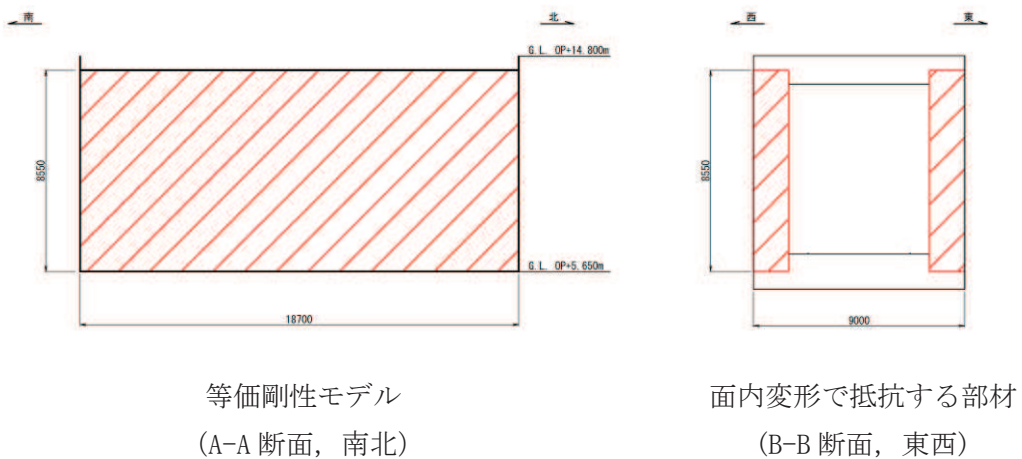 南
北
G.L. OP+14.800m
8550
G.L. OP+5.650m
18700
西
東
8550
9000
等価剛性モデル
(A-A 断面, 南北)
面内変形で抵抗する部材
(B-B 断面, 東西)